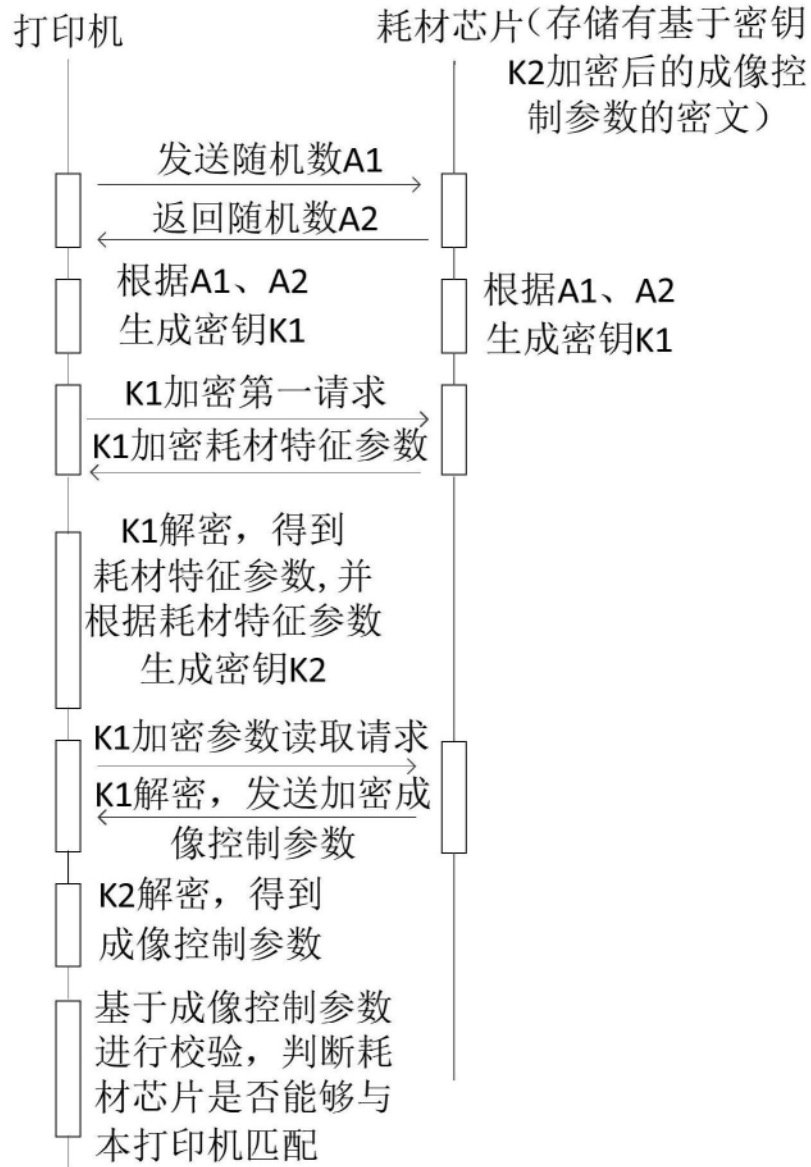 打印机
耗材芯片（存储有基于密钥
K2加密后的成像控
制参数的密文）
发送随机数A1
返回随机数A2
根据A1、A2
生成密钥K1
根据A1、A2
生成密钥K1
K1加密第一请求
K1加密耗材特征参数
K1解密，得到
耗材特征参数,并
根据耗材特征参数
生成密钥K2
K1加密参数读取请求
K1解密，发送加密成
像控制参数
K2解密，得到
成像控制参数
基于成像控制参数
进行校验，判断耗
材芯片是否能够与
本打印机匹配